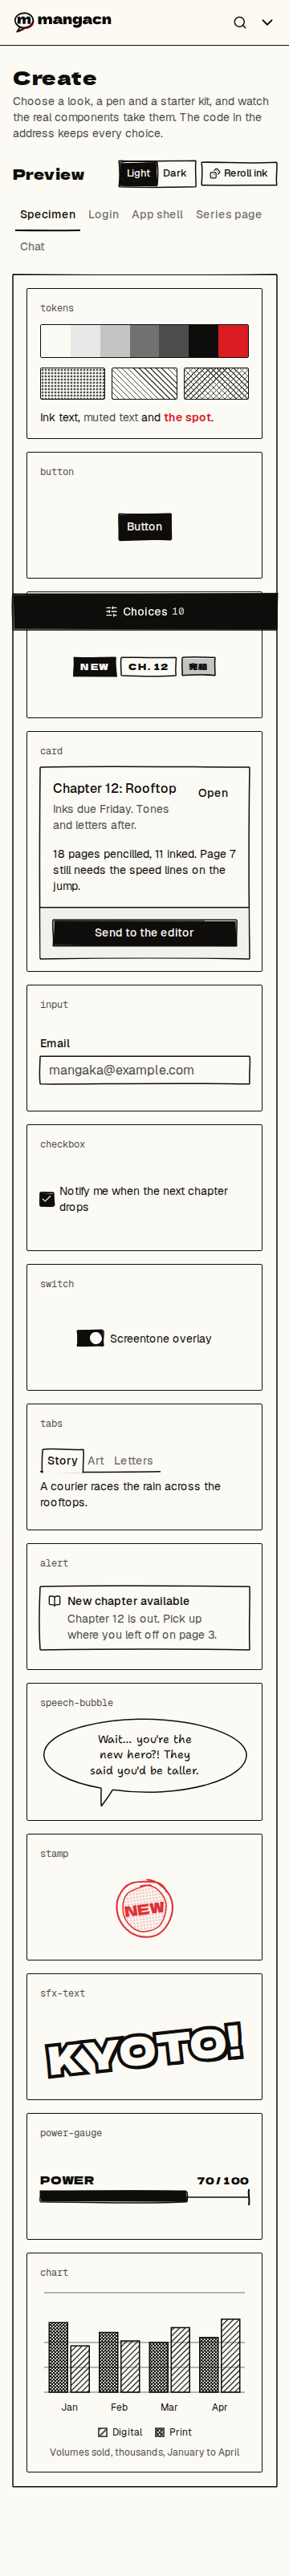 mangacn
Create
Choose a look, a pen and a starter kit, and watch
the real components take them. The code in the
address keeps every choice.
Preview
Light Dark Reroll ink
Specimen Login App shell Series page
Chat
tokens
Ink text, muted text and the spot.
button
Button
Choices 10
NEW CH. 12 完結
card
Chapter 12: Rooftop
Open
Inks due Friday. Tones
and letters after.
18 pages pencilled, 11 inked. Page 7
still needs the speed lines on the
jump.
Send to the editor
input
Email
mangaka@example.com
checkbox
Notify me when the next chapter
drops
switch
Screentone overlay
tabs
Story Art Letters
A courier races the rain across the
rooftops.
alert
New chapter available
Chapter 12 is out. Pick up
where you left off on page 3.
speech-bubble
Wait... you're the
new hero?! They
said you'd be taller.
stamp
NEW
sfx-text
KYOTO!
power-gauge
POWER 70/100
chart
Jan Feb Mar Apr
Digital Print
Volumes sold, thousands, January to April